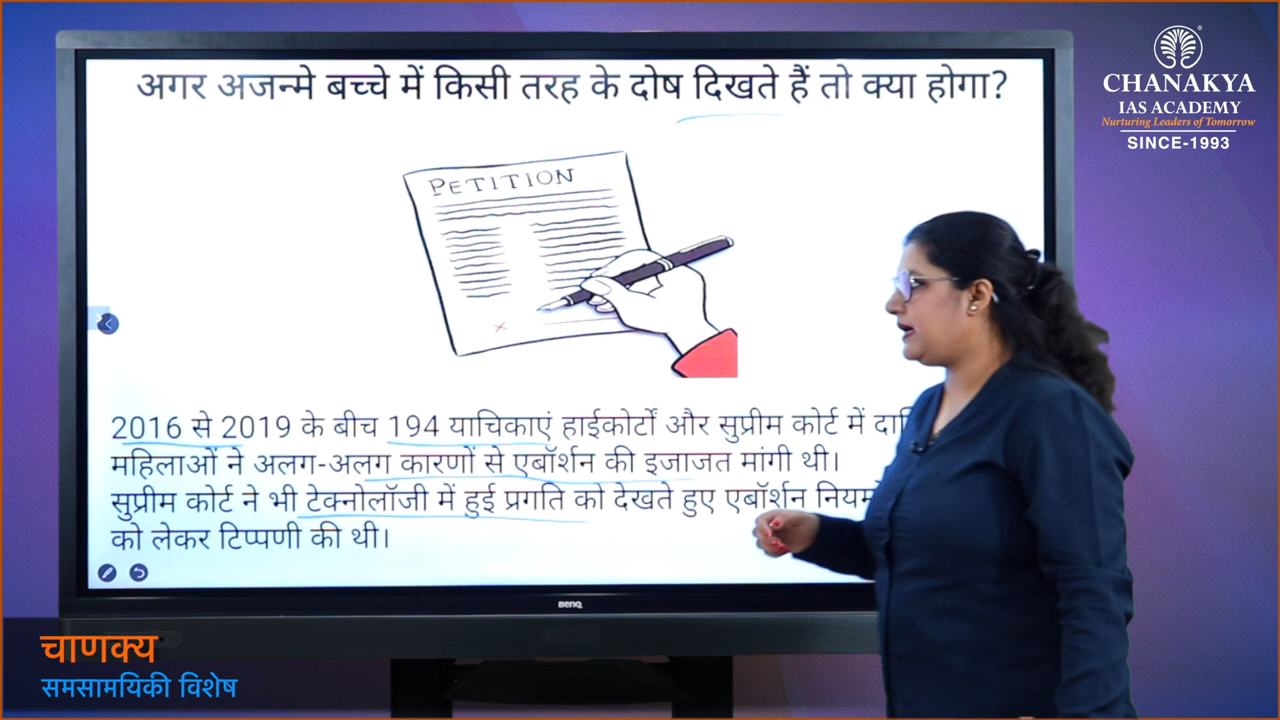 अगर अजन्मे बच्चे में किसी तरह के दोष दिखते हैं तो क्या होगा?
PETITION
2016 से 2019 के बीच 194 याचिकाएं हाईकोर्टों और सुप्रीम कोर्ट में
महिलाओं ने अलग-अलग कारणों से एबॉर्शन की इजाजत मांगी थी।
सुप्रीम कोर्ट ने भी टेक्नोलॉजी में हुई प्रगति को देखते हुए एबॉर्शन
को लेकर टिप्पणी की थी।
BenQ
CHANAKYA
IAS ACADEMY
Nurturing Leaders of Tomorrow
SINCE-1993
चाणक्य
समसामयिकी विशेष